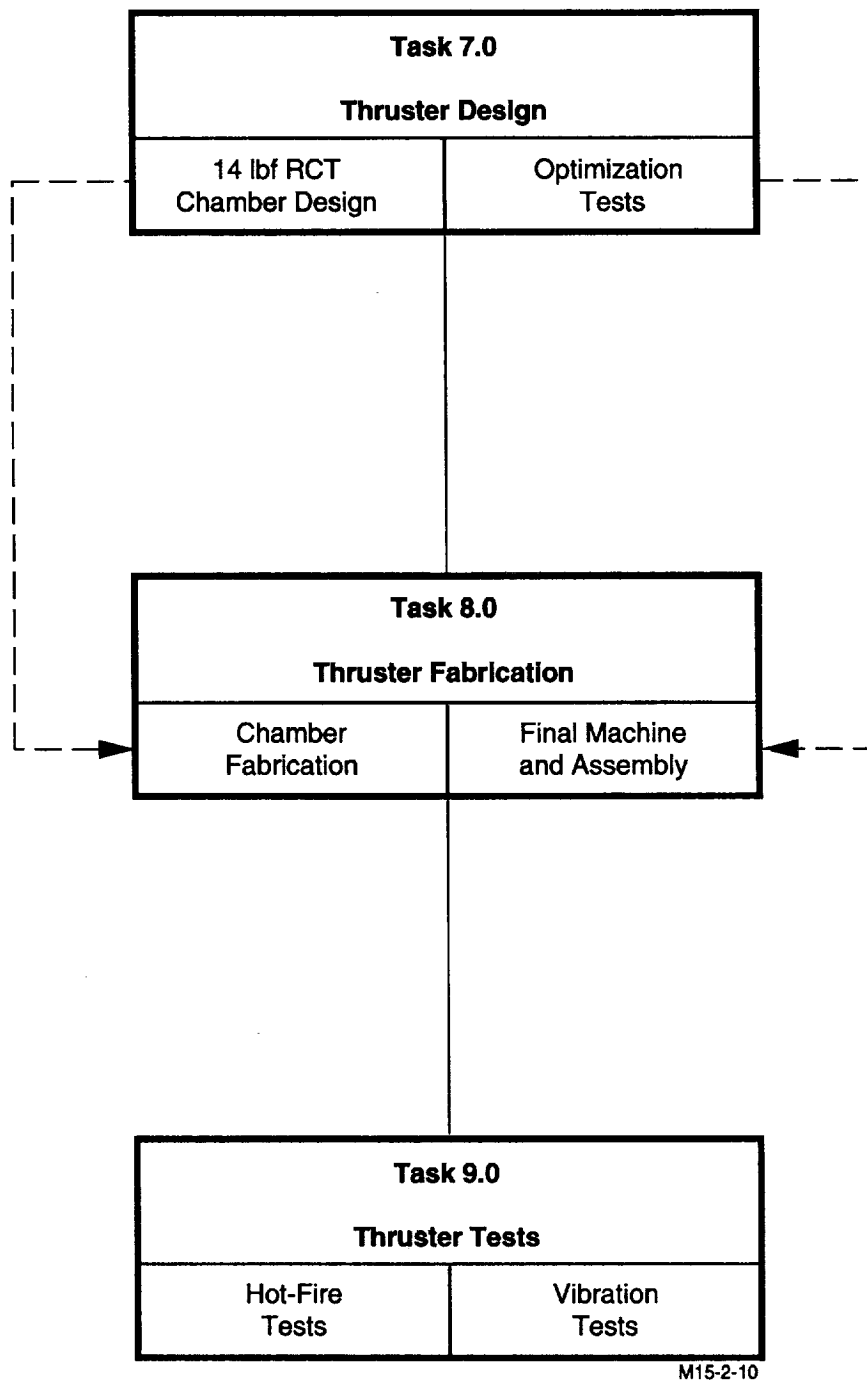 Task 7.0
Thruster Design
14 lbf RCT
Chamber Design
Optimization
Tests
Task 8.0
Thruster Fabrication
Chamber
Fabrication
Final Machine
and Assembly
Task 9.0
Thruster Tests
Hot-Fire
Tests
Vibration
Tests
M15-2-10